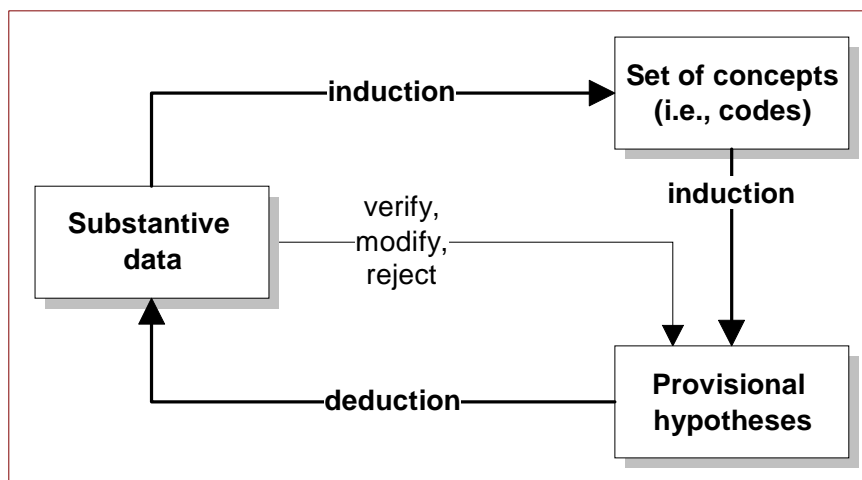 induction
Set of concepts
(i.e., codes)
induction
Substantive
data
verify,
modify,
reject
deduction
Provisional
hypotheses